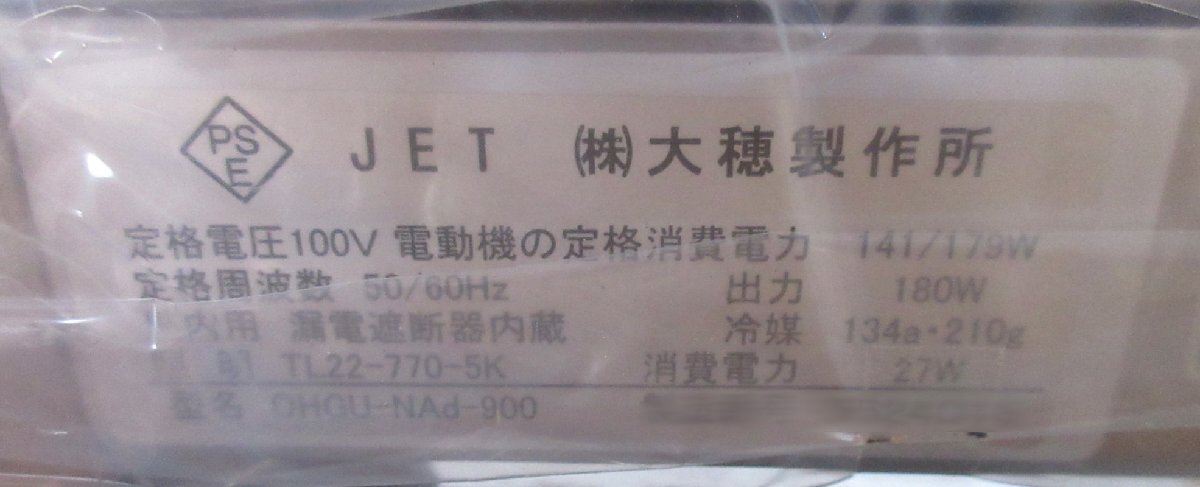 PSE JET ㈱大穂製作所
定格電圧100V 電動機の定格消費電力 141/179W
定格周波数 50/60Hz 出力 180W
内用 漏電遮断器内蔵 冷媒 134a・210g
TL22-770-5K 消費電力 27W
型名 OHGU-NAd-900